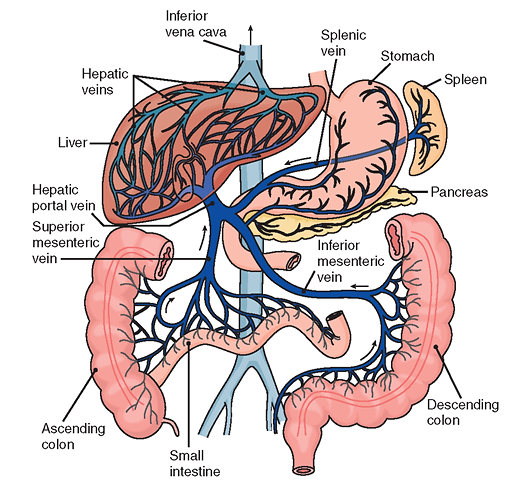 Inferior
vena cava
Splenic
vein
Stomach
Spleen
Hepatic
veins
Liver
Hepatic
portal vein
Superior
mesenteric
vein
Pancreas
Inferior
mesenteric
vein
Ascending
colon
Small
intestine
Descending
colon